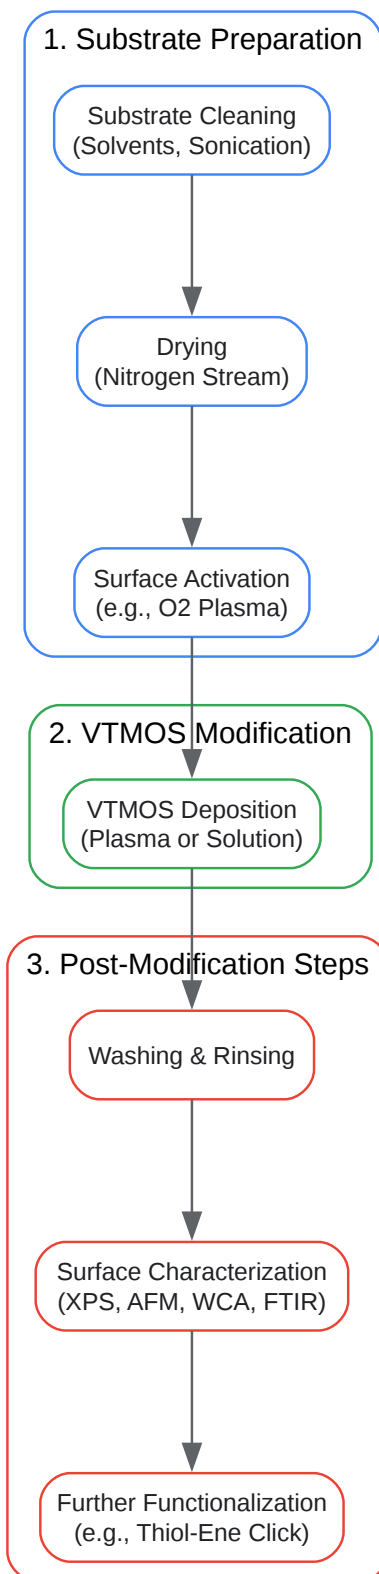 1. Substrate Preparation
Substrate Cleaning
(Solvents, Sonication)
Drying
(Nitrogen Stream)
Surface Activation
(e.g., O2 Plasma)
2. VTMOS Modification
VTMOS Deposition
(Plasma or Solution)
3. Post-Modification Steps
Washing & Rinsing
Surface Characterization
(XPS, AFM, WCA, FTIR)
Further Functionalization
(e.g., Thiol-Ene Click)